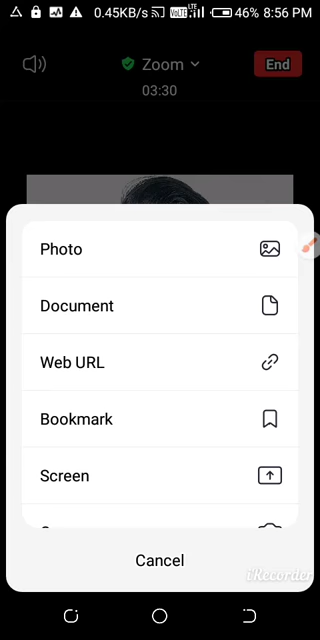 0.45KB/s VoLTE LTE 46% 8:56 PM
Zoom
End
03:30
Photo
Document
Web URL
Bookmark
Screen
Cancel
iRecorder